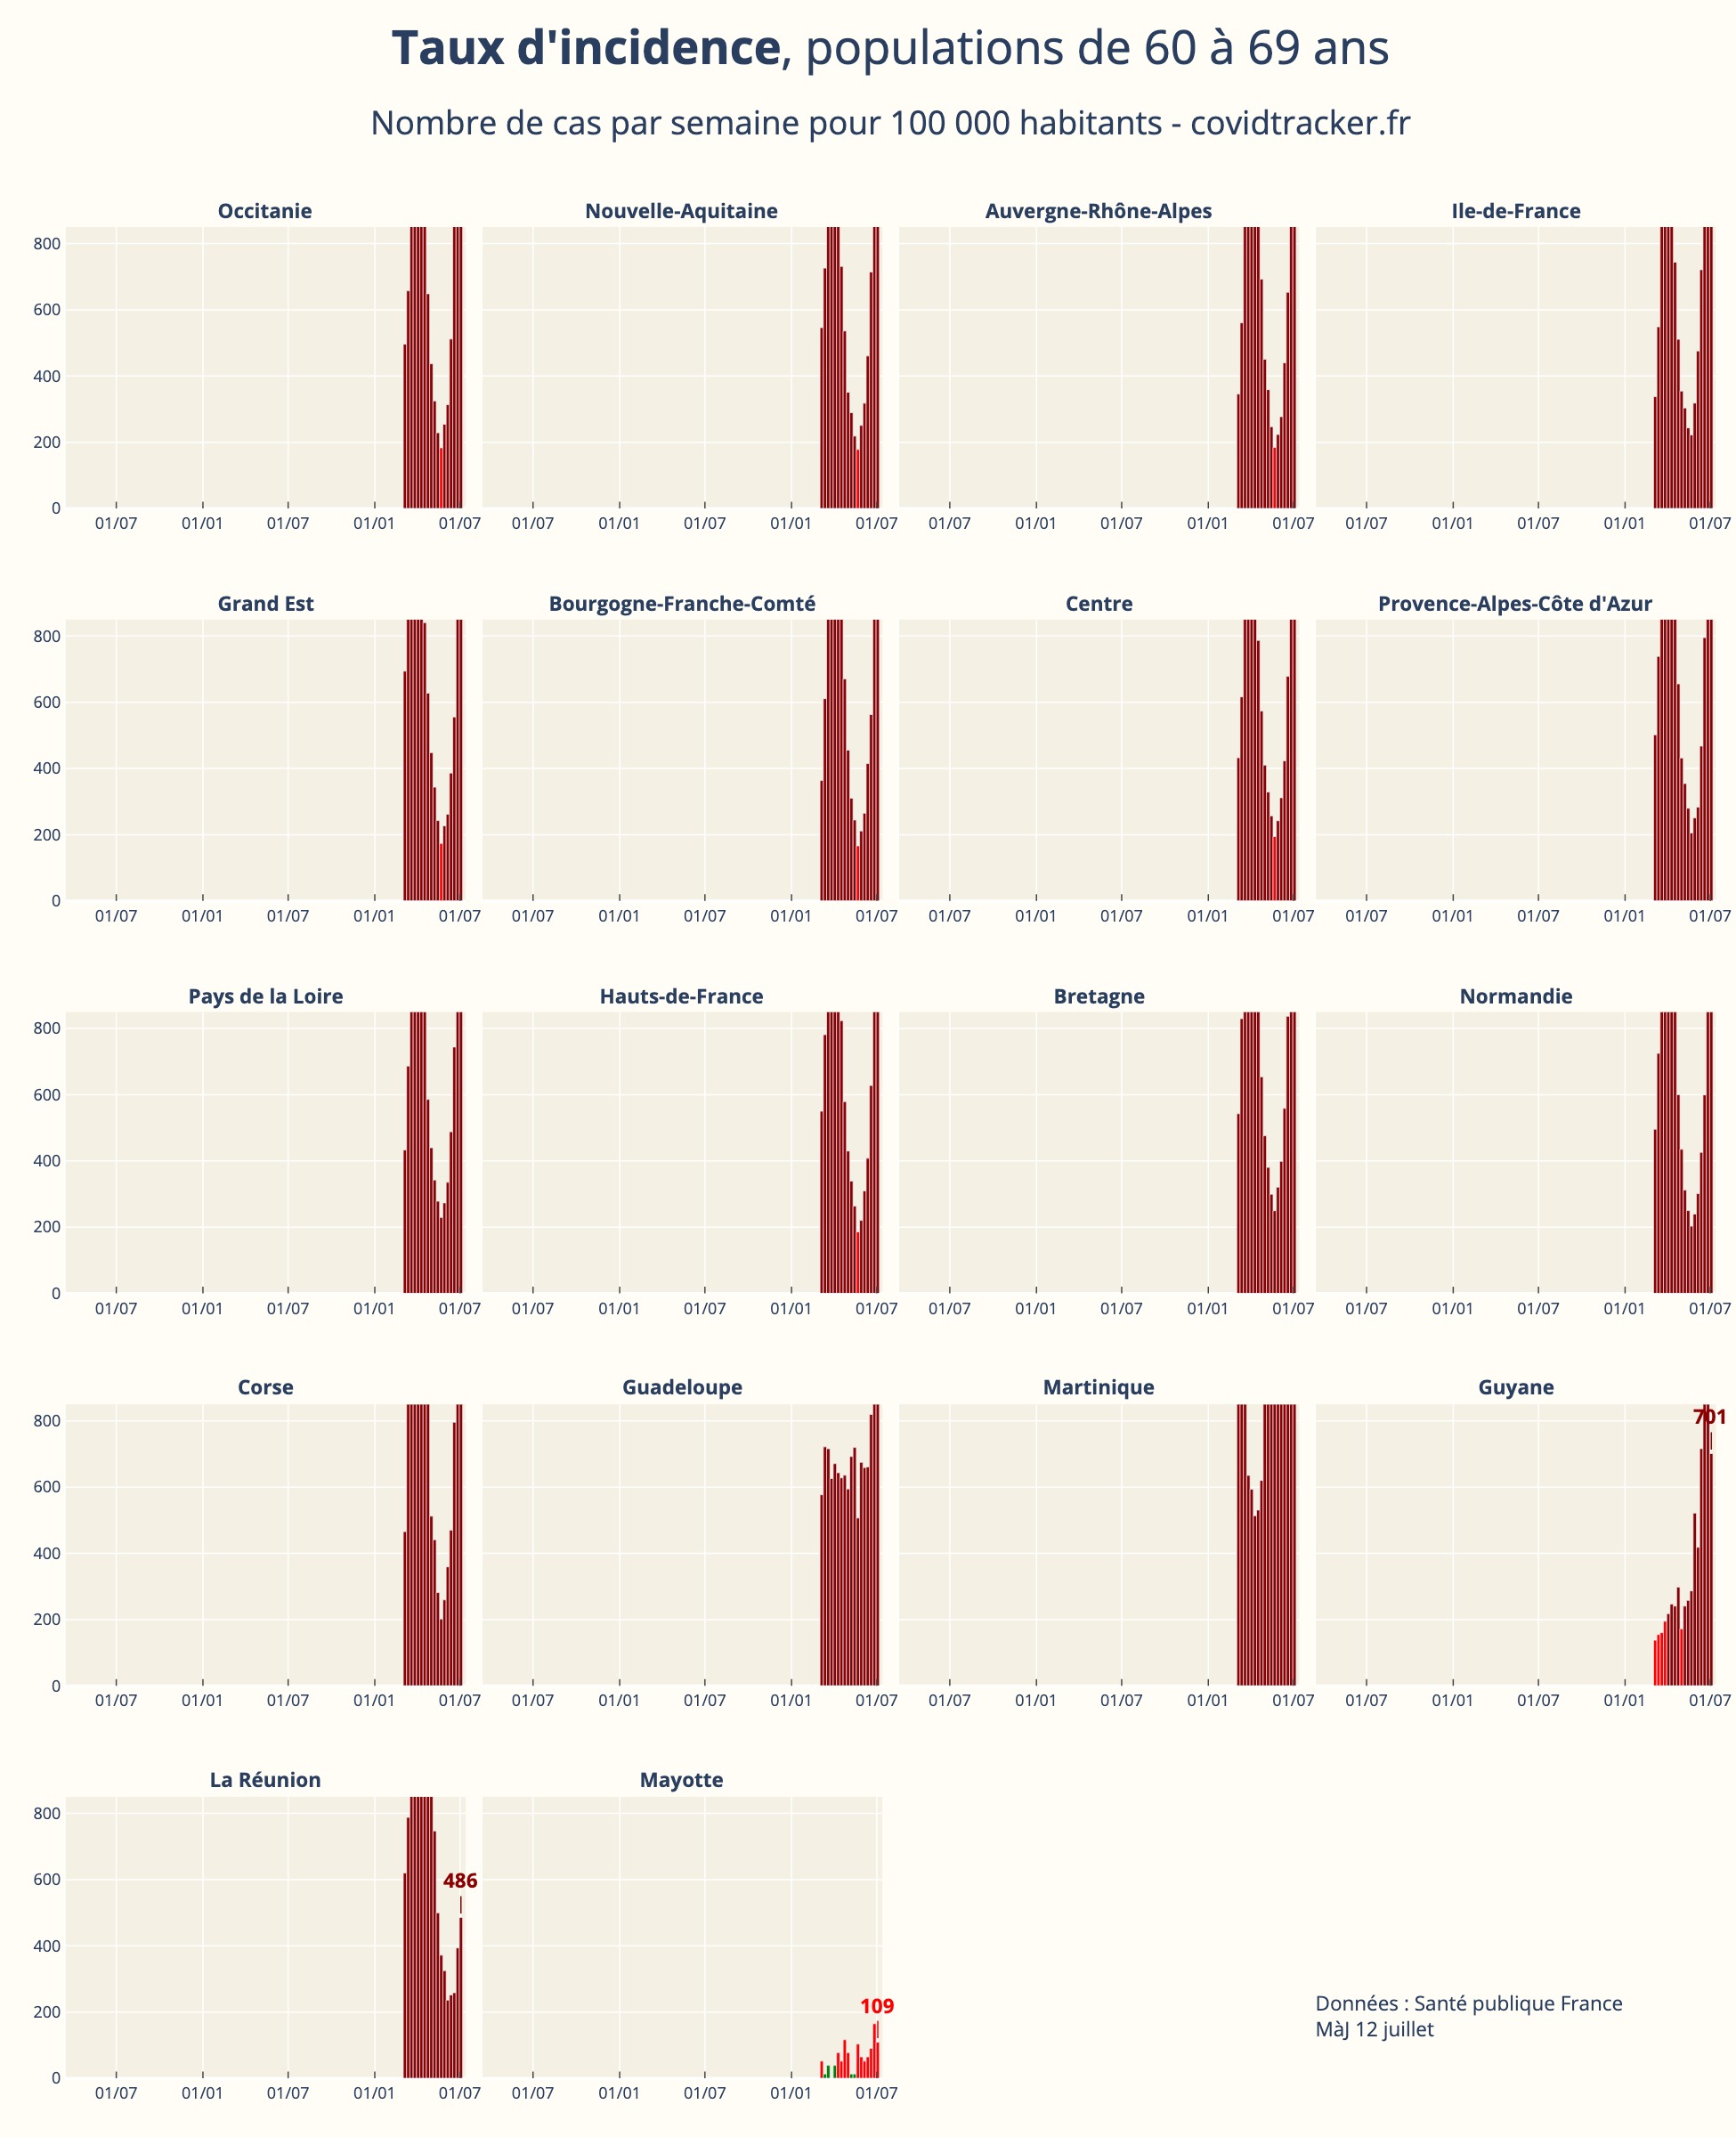 Taux d'incidence, populations de 60 à 69 ans
Nombre de cas par semaine pour 100 000 habitants - covidtracker.fr
Occitanie Nouvelle-Aquitaine Auvergne-Rhône-Alpes Ile-de-France
800
600
400
200
0
01/07 01/01 01/07 01/01 01/07 01/07 01/01 01/07 01/01 01/07 01/07 01/01 01/07 01/01 01/07 01/07 01/01 01/07 01/01 01/07
Grand Est Bourgogne-Franche-Comté Centre Provence-Alpes-Côte d'Azur
800
600
400
200
0
01/07 01/01 01/07 01/01 01/07 01/07 01/01 01/07 01/01 01/07 01/07 01/01 01/07 01/01 01/07 01/07 01/01 01/07 01/01 01/07
Pays de la Loire Hauts-de-France Bretagne Normandie
800
600
400
200
0
01/07 01/01 01/07 01/01 01/07 01/07 01/01 01/07 01/01 01/07 01/07 01/01 01/07 01/01 01/07 01/07 01/01 01/07 01/01 01/07
Corse Guadeloupe Martinique Guyane
800
701
600
400
200
0
01/07 01/01 01/07 01/01 01/07 01/07 01/01 01/07 01/01 01/07 01/07 01/01 01/07 01/01 01/07 01/07 01/01 01/07 01/01 01/07
La Réunion Mayotte
800
600
486
400
200
109
0
01/07 01/01 01/07 01/01 01/07 01/07 01/01 01/07 01/01 01/07
Données : Santé publique France
MàJ 12 juillet